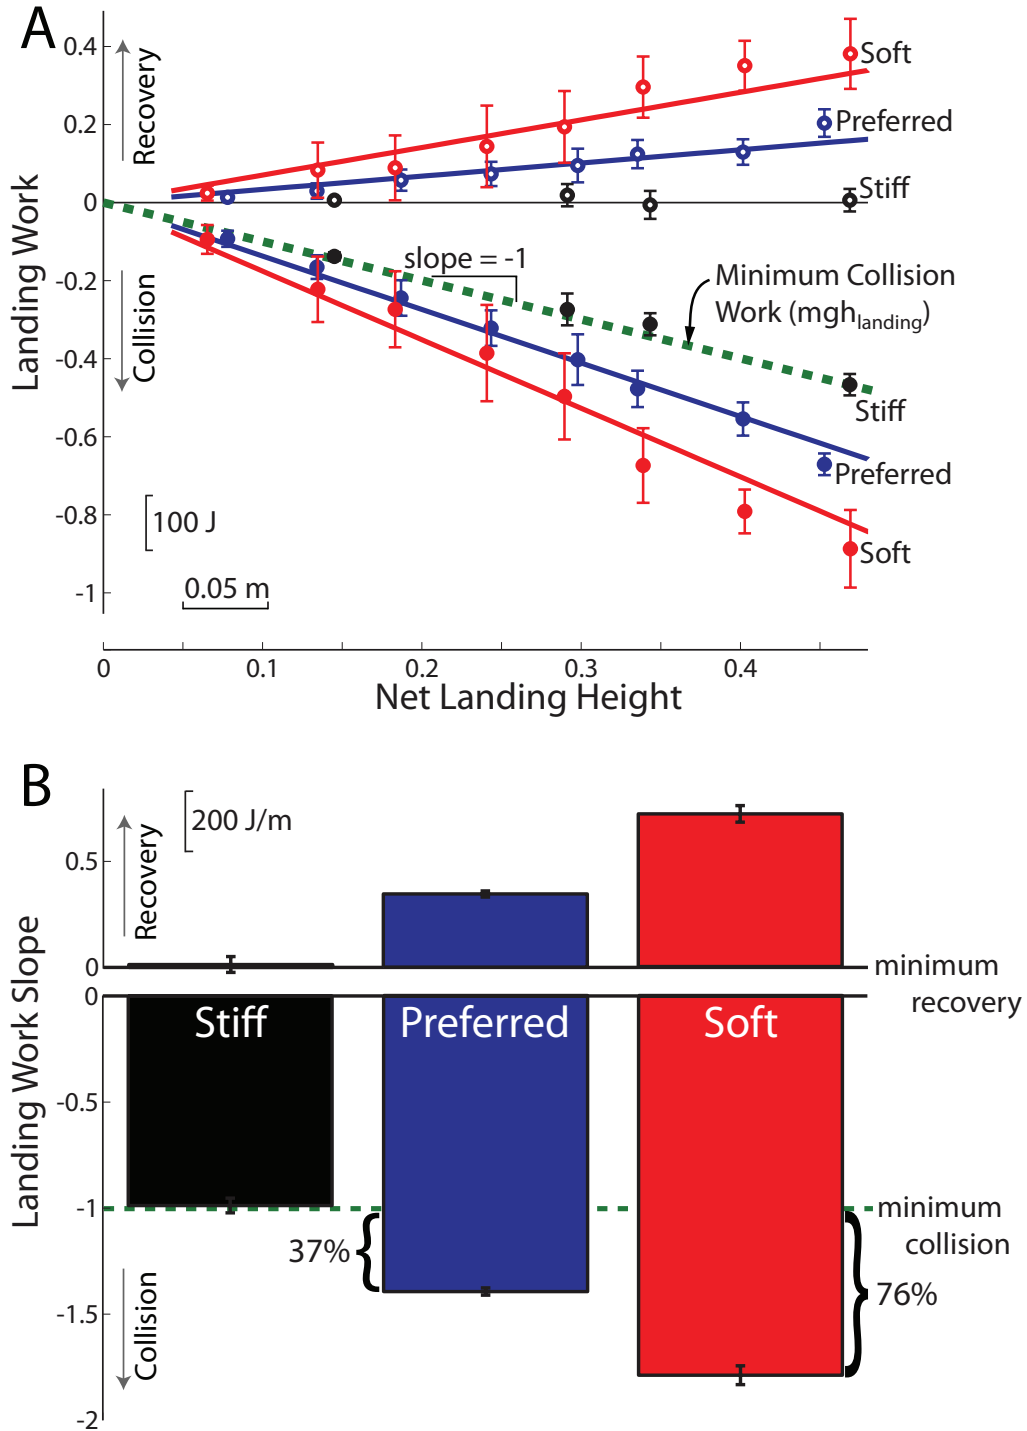 A
Landing Work
Recovery
Collision
0.4
0.2
0
-0.2
-0.4
-0.6
-0.8
-1
Soft
Preferred
Stiff
slope = -1
Minimum Collision
Work (mghlanding)
Stiff
Preferred
Soft
100 J
0.05 m
0
0.1
0.2
0.3
0.4
Net Landing Height
B
Landing Work Slope
Recovery
Collision
200 J/m
0.5
0
0
-0.5
-1
-1.5
-2
minimum
recovery
Stiff
Preferred
Soft
minimum
collision
37%
76%